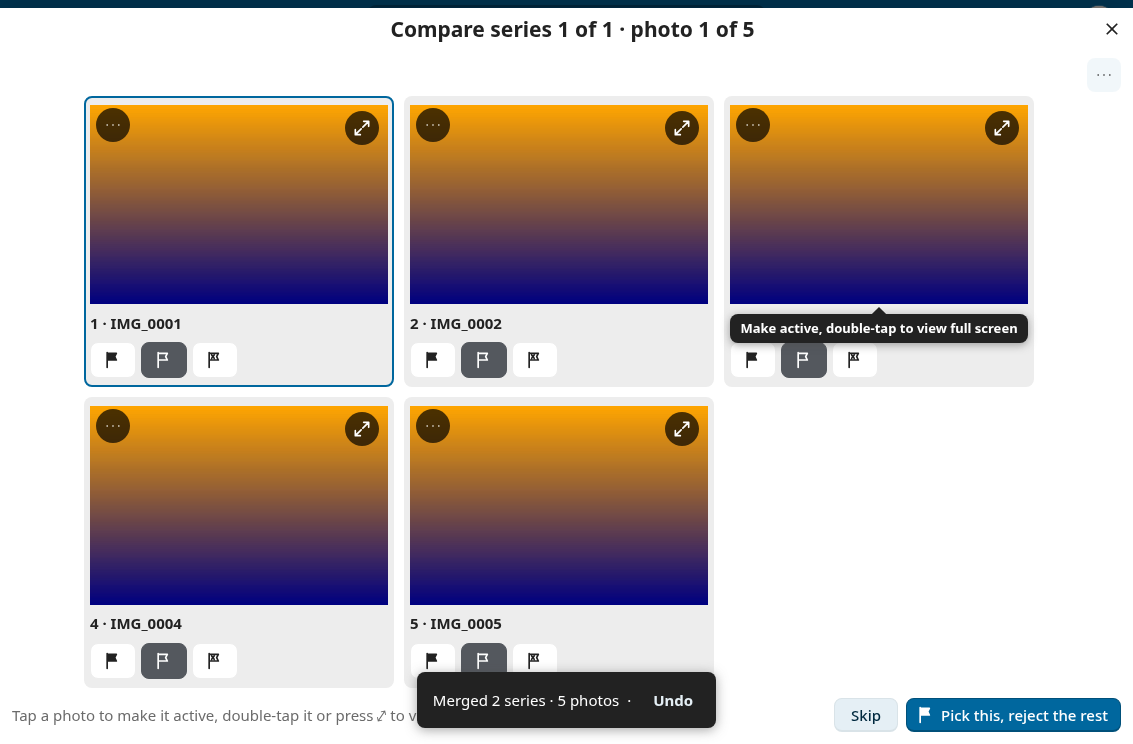 Compare series 1 of 1 · photo 1 of 5
1 · IMG_0001
2 · IMG_0002
Make active, double-tap to view full screen
4 · IMG_0004
5 · IMG_0005
Merged 2 series · 5 photos ·
Undo
Tap a photo to make it active, double-tap it or press ⤢ to
Skip
Pick this, reject the rest